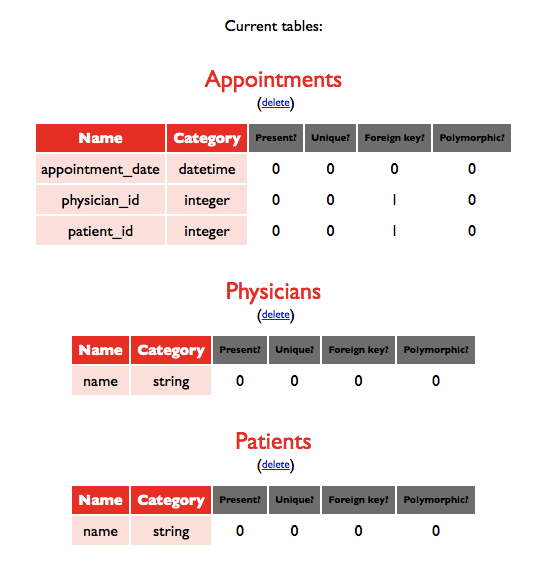 Current tables:
Appointments
(delete)
Name Category Present? Unique? Foreign key? Polymorphic?
appointment_date datetime 0 0 0 0
physician_id integer 0 0 1 0
patient_id integer 0 0 1 0
Physicians
(delete)
Name Category Present? Unique? Foreign key? Polymorphic?
name string 0 0 0 0
Patients
(delete)
Name Category Present? Unique? Foreign key? Polymorphic?
name string 0 0 0 0